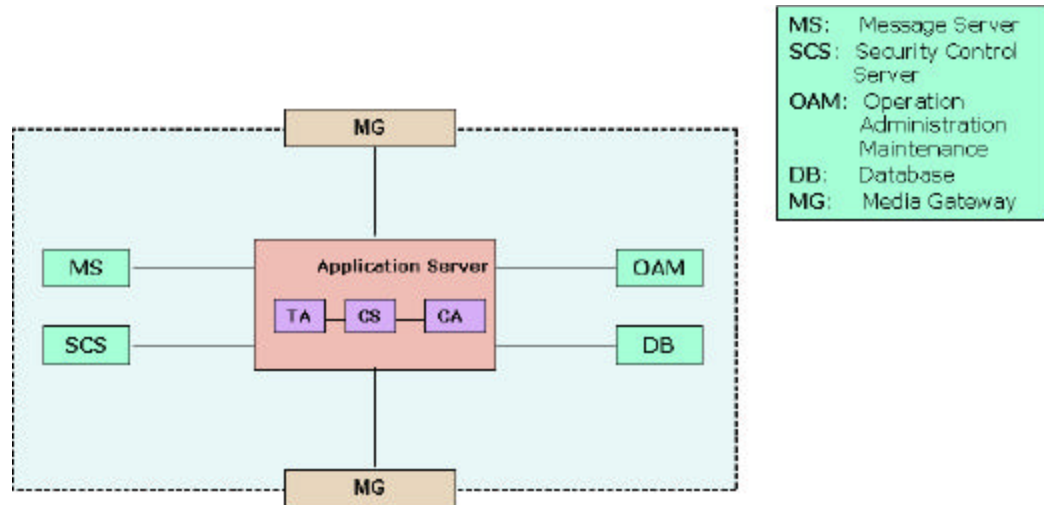 MS: Message Server
SCS: Security Control
Server
OAM: Operation
Administration
Maintenance
DB: Database
MG: Media Gateway
MG
MS
Application Server
OAM
TA
CS
CA
SCS
DB
MG